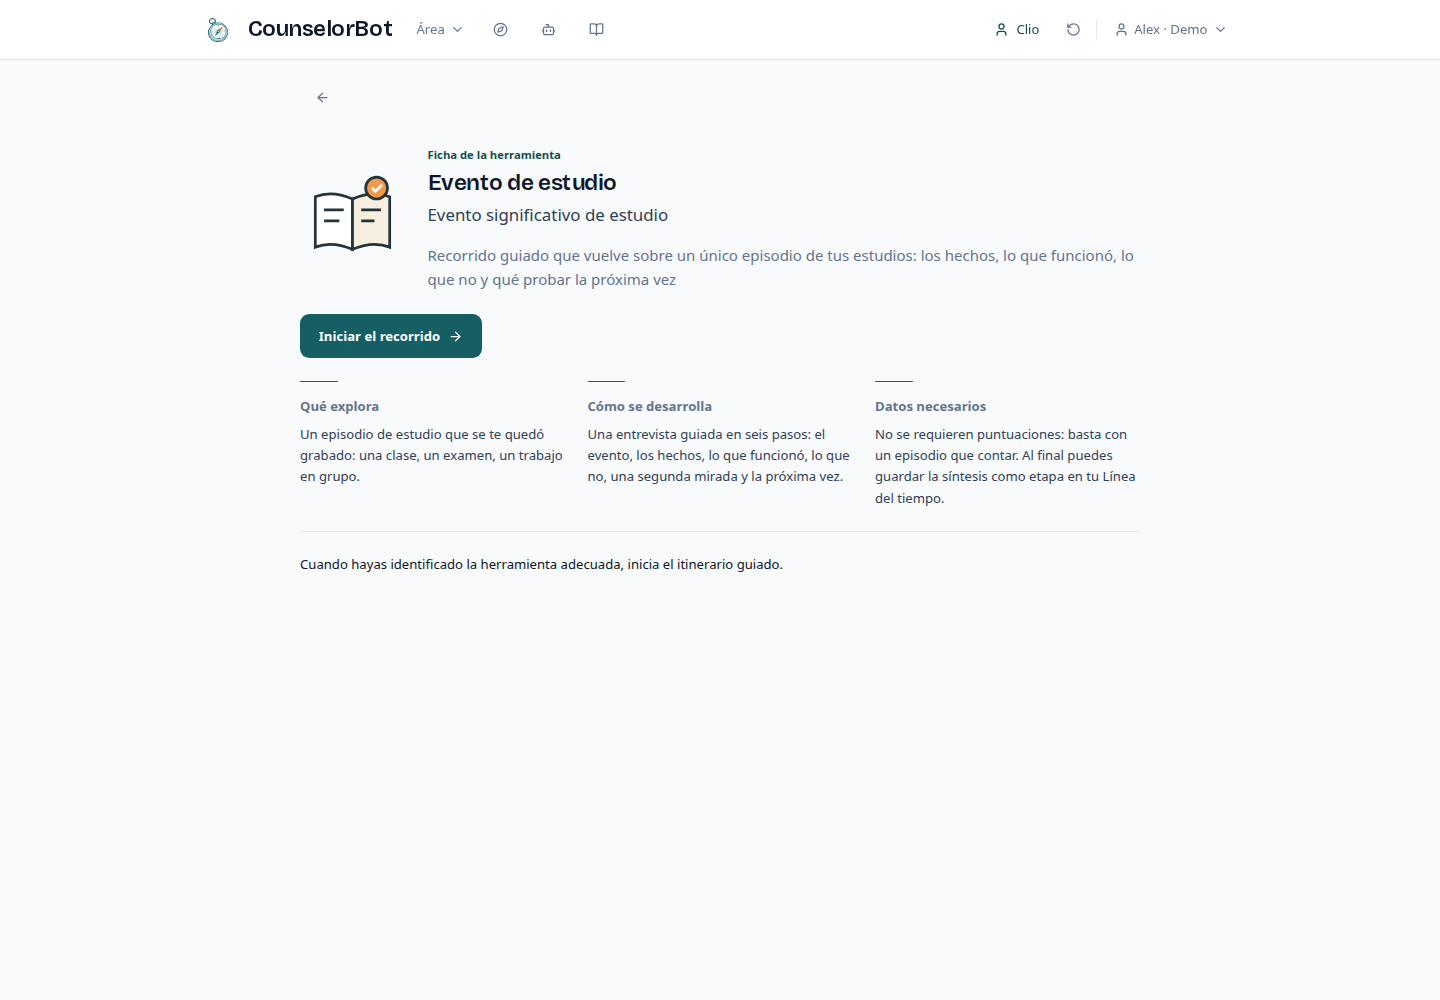 CounselorBot
Área
Clio
Alex · Demo
Ficha de la herramienta
Evento de estudio
Evento significativo de estudio
Recorrido guiado que vuelve sobre un único episodio de tus estudios: los hechos, lo que funcionó, lo
que no y qué probar la próxima vez
Iniciar el recorrido
Qué explora
Un episodio de estudio que se te quedó
grabado: una clase, un examen, un trabajo
en grupo.
Cómo se desarrolla
Una entrevista guiada en seis pasos: el
evento, los hechos, lo que funcionó, lo que
no, una segunda mirada y la próxima vez.
Datos necesarios
No se requieren puntuaciones: basta con
un episodio que contar. Al final puedes
guardar la síntesis como etapa en tu Línea
del tiempo.
Cuando hayas identificado la herramienta adecuada, inicia el itinerario guiado.